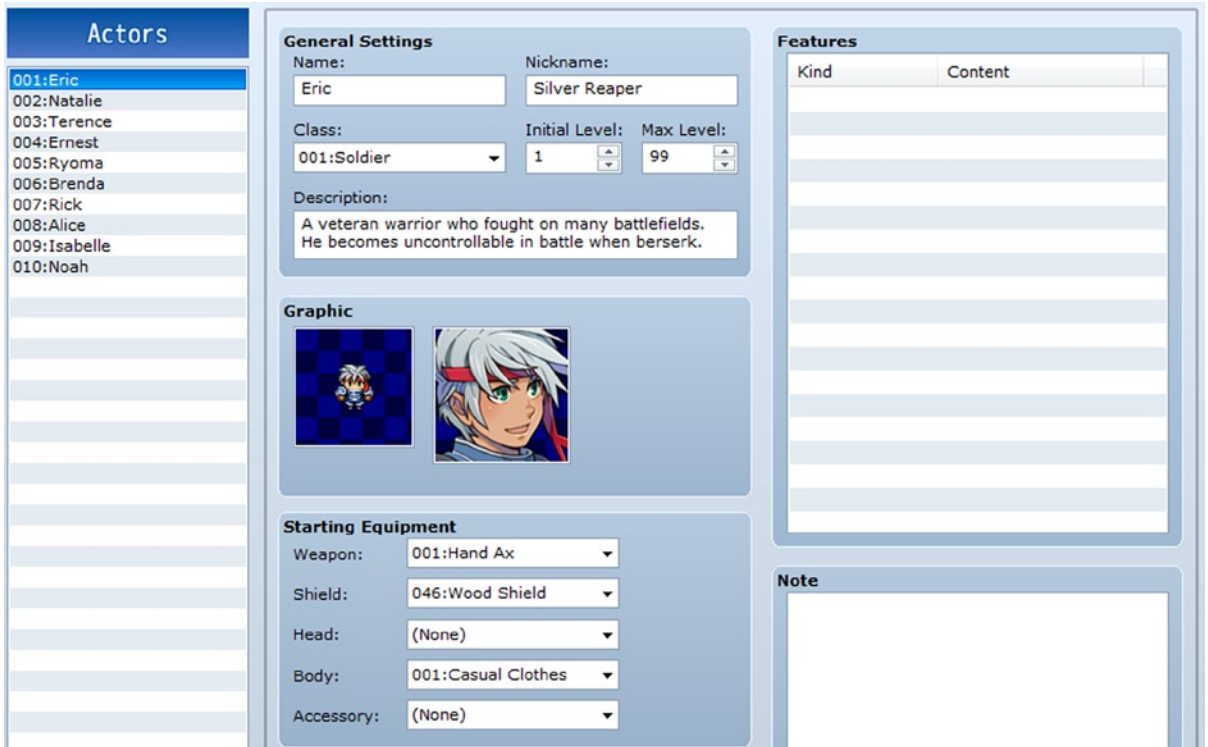 Actors
001:Eric
002:Natalie
003:Terence
004:Ernest
005:Ryoma
006:Brenda
007:Rick
008:Alice
009:Isabelle
010:Noah
General Settings
Name: Nickname:
Eric Silver Reaper
Class: Initial Level: Max Level:
001:Soldier 1 99
Description:
A veteran warrior who fought on many battlefields.
He becomes uncontrollable in battle when berserk.
Graphic
Starting Equipment
Weapon: 001:Hand Ax
Shield: 046:Wood Shield
Head: (None)
Body: 001:Casual Clothes
Accessory: (None)
Features
Kind Content
Note